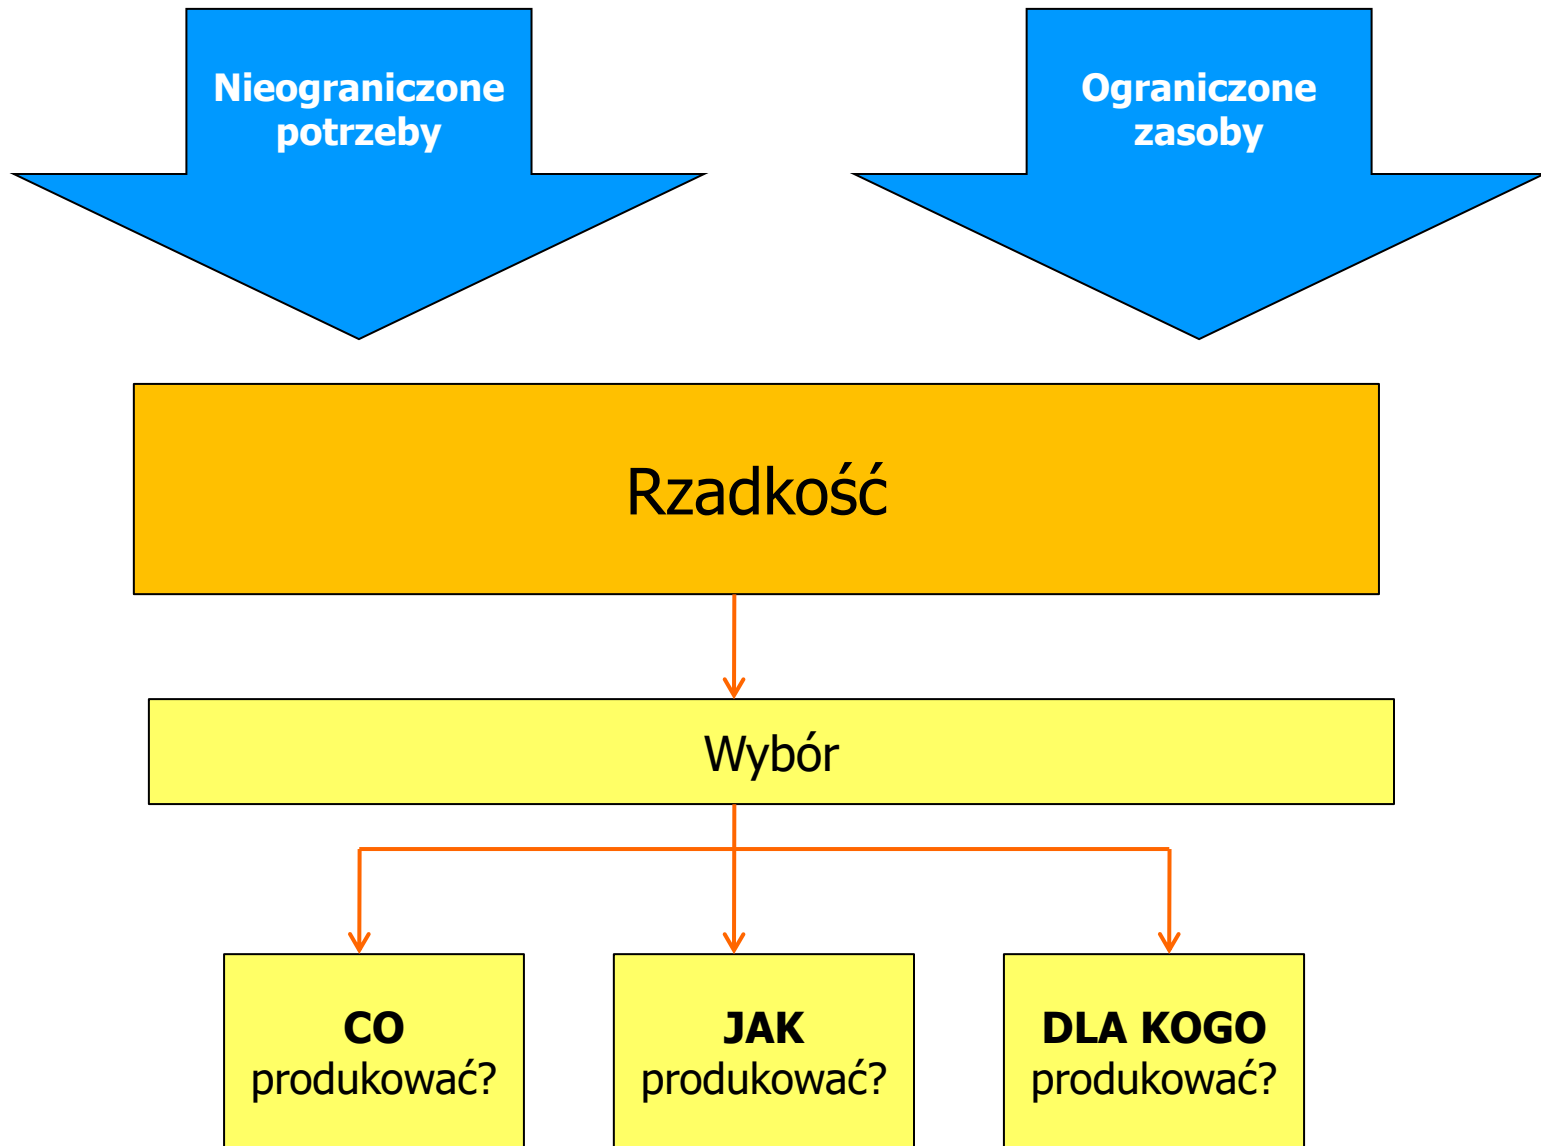 Nieograniczone
potrzeby
Ograniczone
zasoby
Rzadkość
Wybór
CO
produkować?
JAK
produkować?
DLA KOGO
produkować?